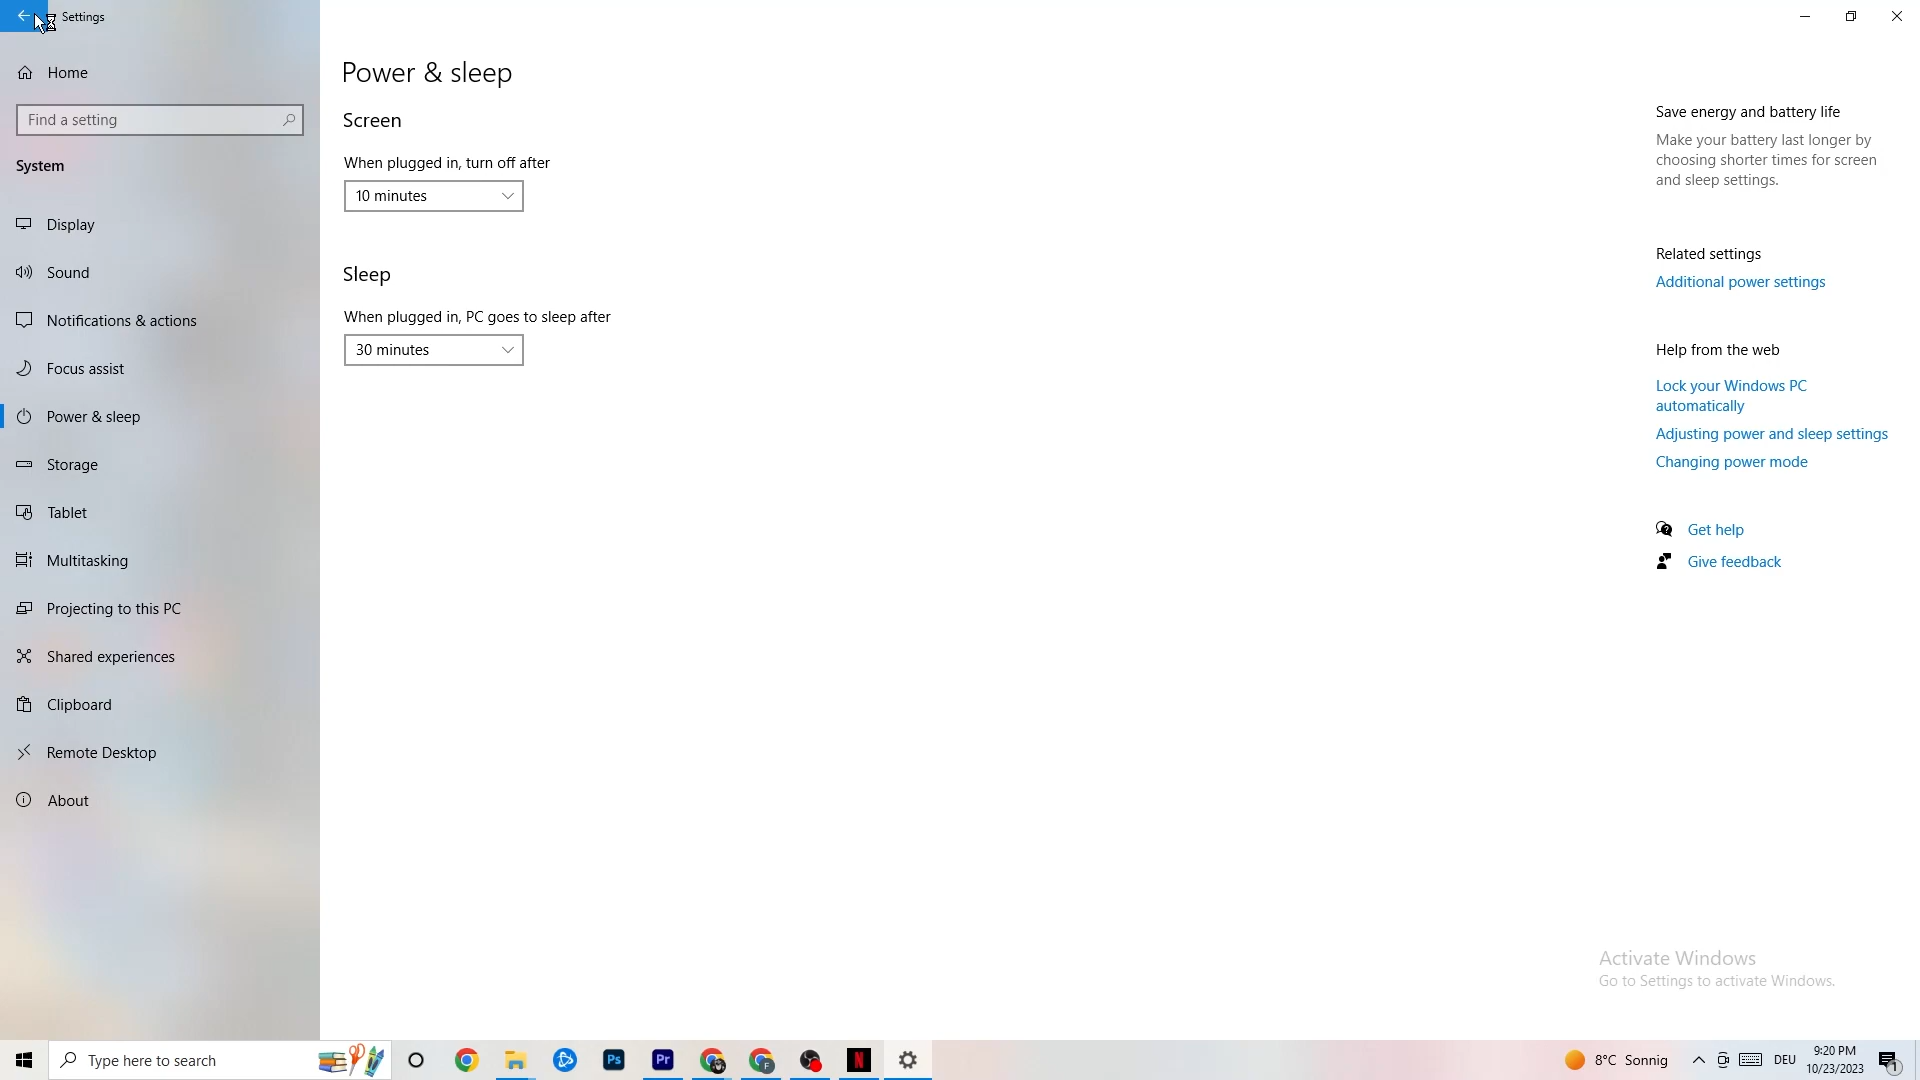 Settings
Home
Find a setting
System
Display
Sound
Notifications & actions
Focus assist
Power & sleep
Storage
Tablet
Multitasking
Projecting to this PC
Shared experiences
Clipboard
Remote Desktop
About
Power & sleep
Screen
When plugged in, turn off after
10 minutes
Sleep
When plugged in, PC goes to sleep after
30 minutes
Save energy and battery life
Make your battery last longer by
choosing shorter times for screen
and sleep settings.
Related settings
Additional power settings
Help from the web
Lock your Windows PC
automatically
Adjusting power and sleep settings
Changing power mode
Get help
Give feedback
Activate Windows
Go to Settings to activate Windows.
Type here to search
Ps
Pr
F
N
8°C Sonnig
DEU
9:20 PM
10/23/2023
1